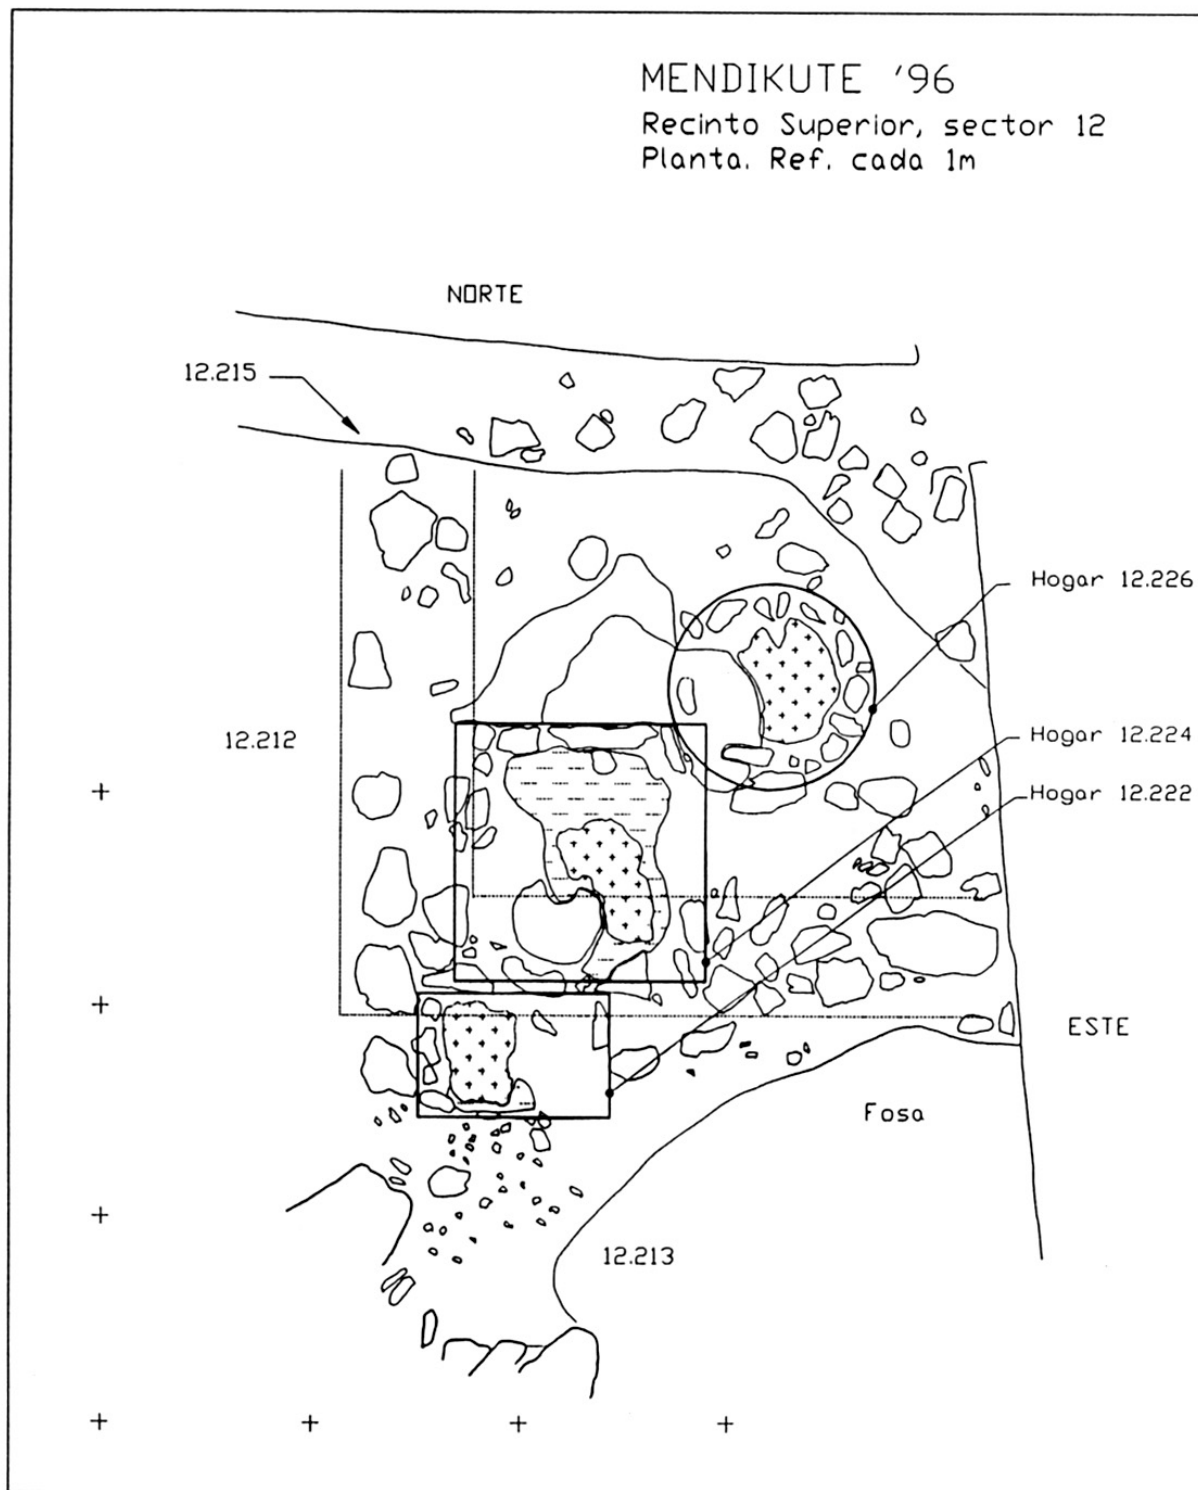 MENDIKUTE '96
Recinto Superior, sector 12
Planta. Ref. cada 1m
NORTE
12.215
Hogar 12.226
12.212
Hogar 12.224
Hogar 12.222
ESTE
Fosa
12.213